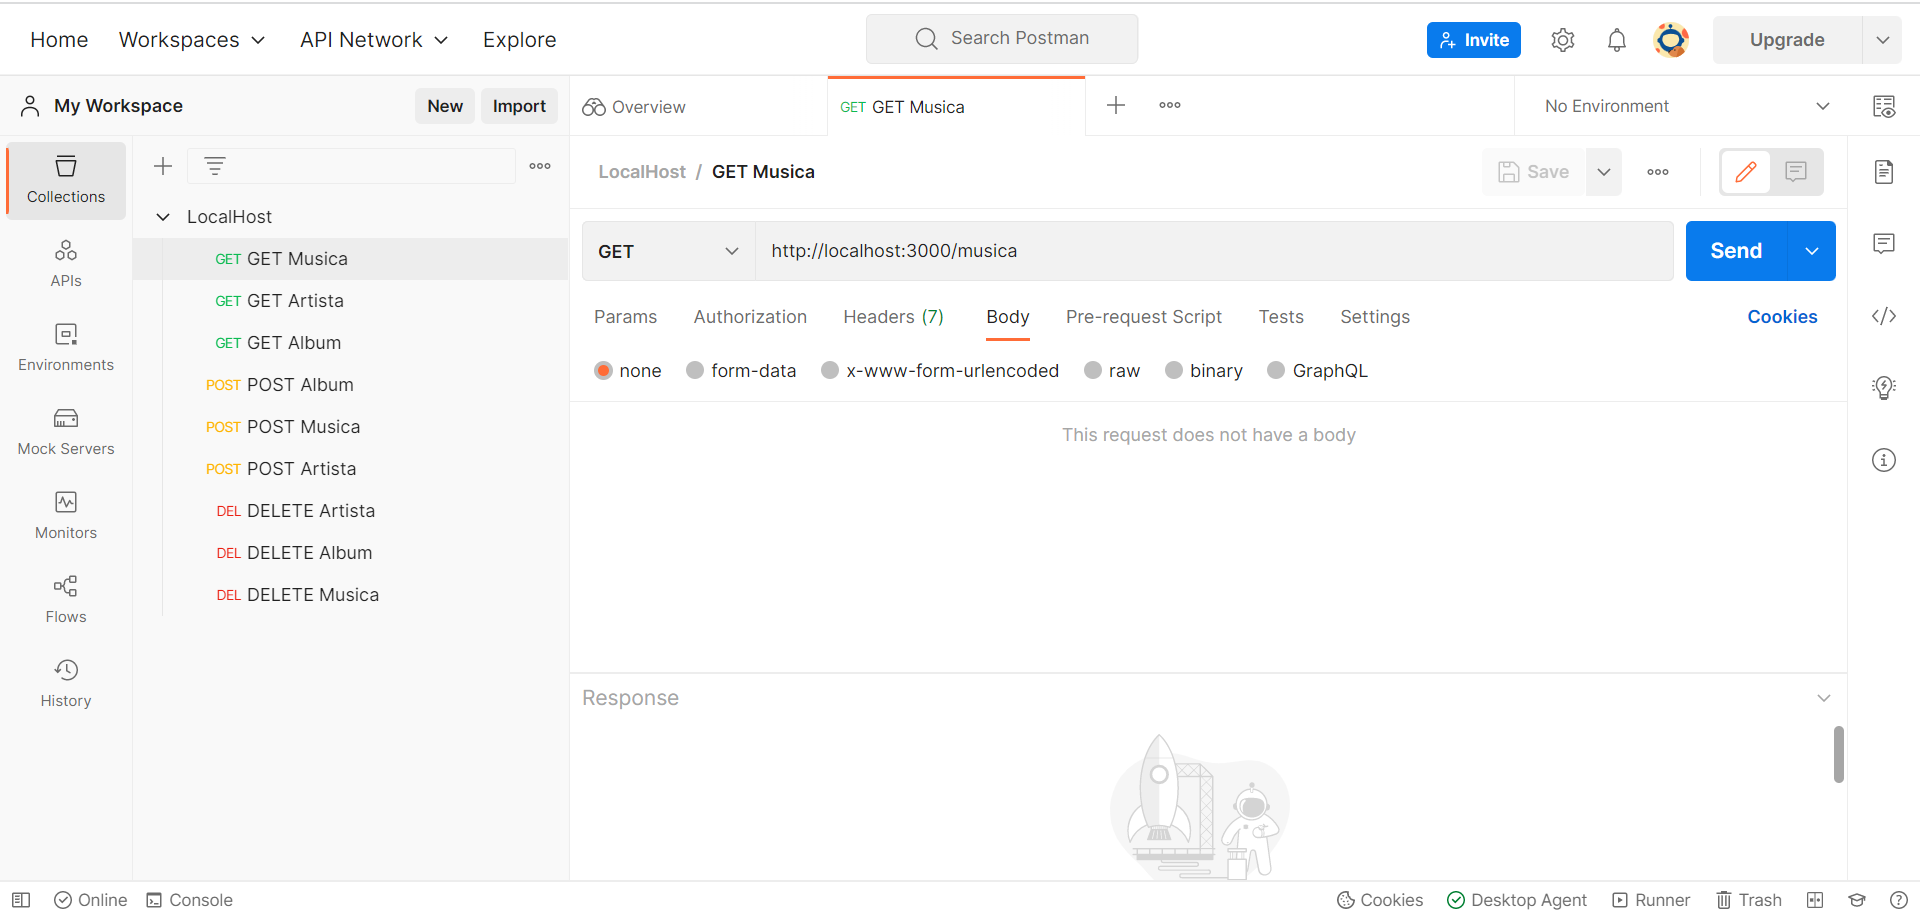 Home Workspaces API Network Explore Search Postman Invite Upgrade
My Workspace New Import Overview GET GET Musica No Environment
Collections
APIs
Environments
Mock Servers
Monitors
Flows
History
LocalHost
GET GET Musica
GET GET Artista
GET GET Album
POST POST Album
POST POST Musica
POST POST Artista
DEL DELETE Artista
DEL DELETE Album
DEL DELETE Musica
LocalHost / GET Musica Save
GET http://localhost:3000/musica Send
Params Authorization Headers (7) Body Pre-request Script Tests Settings Cookies
none form-data x-www-form-urlencoded raw binary GraphQL
This request does not have a body
Response
Online Console Cookies Desktop Agent Runner Trash